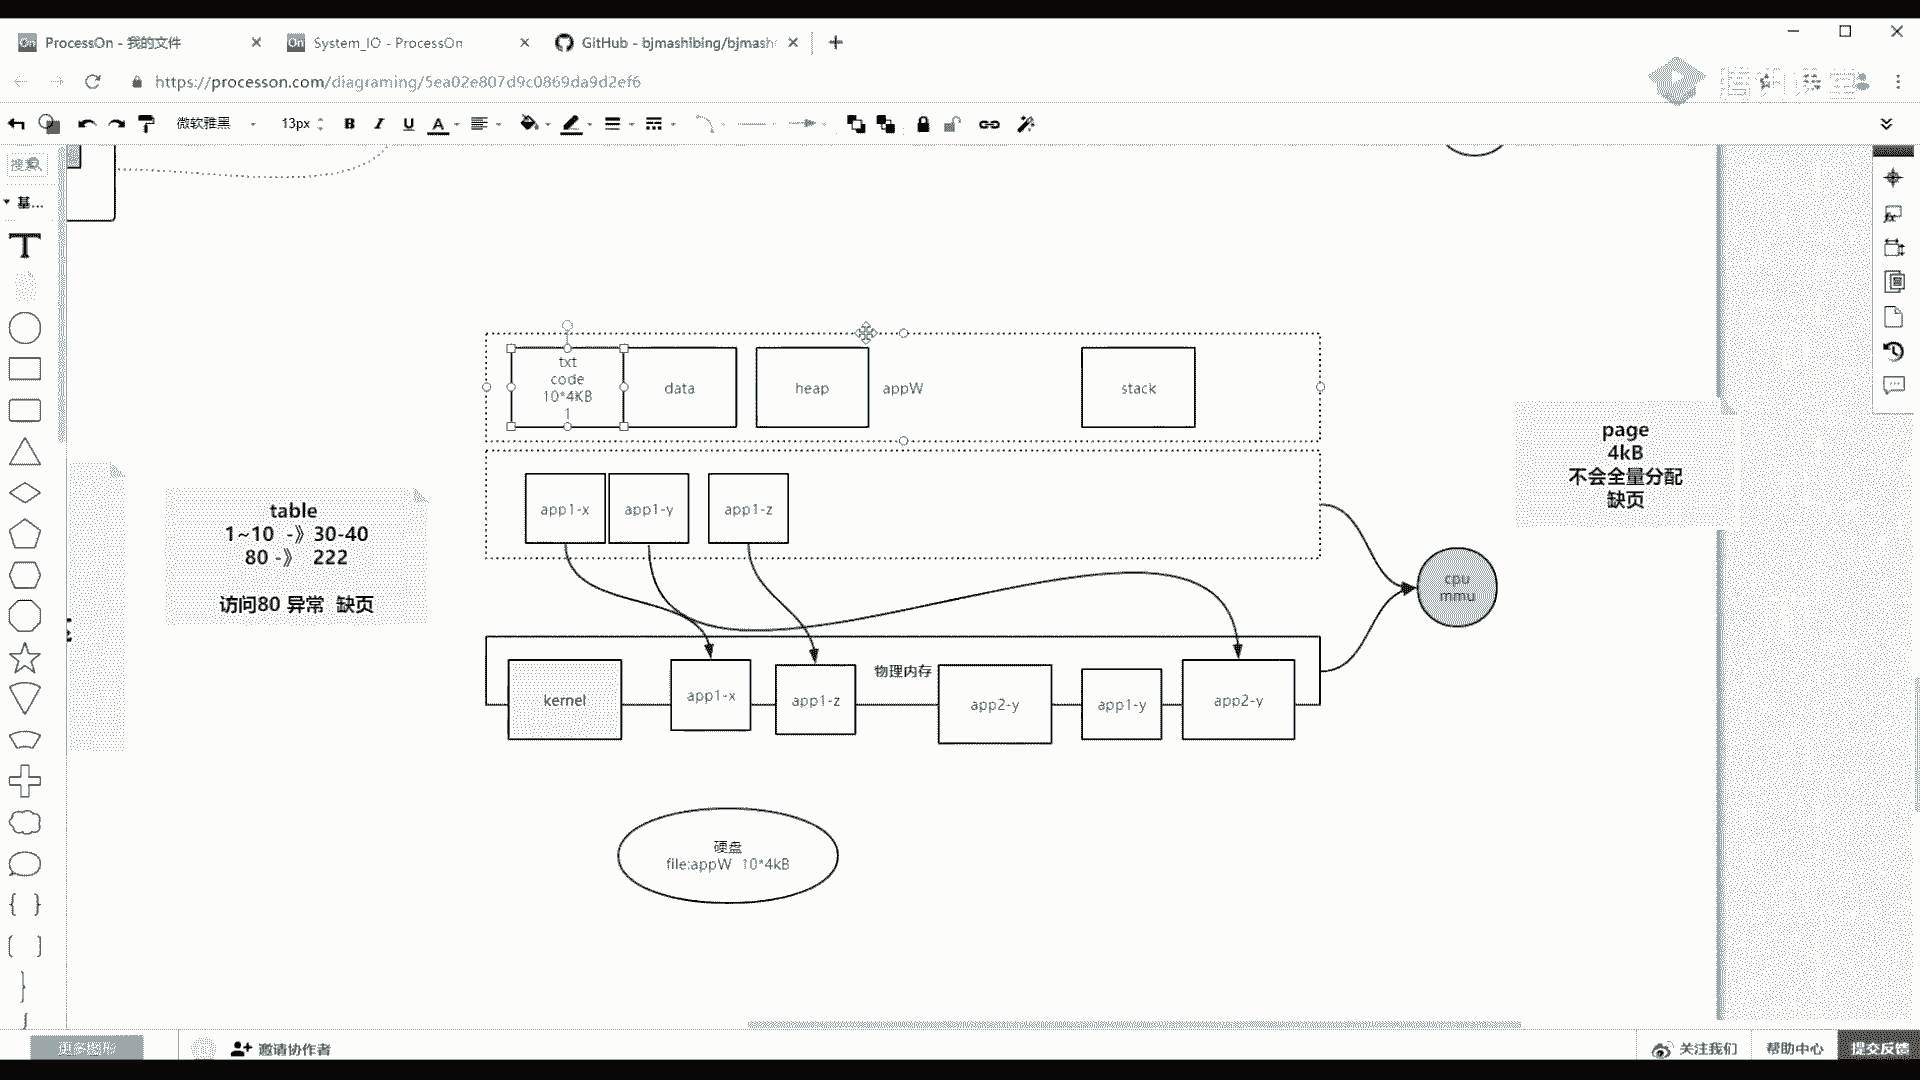 ProcessOn - 我的文件
System_IO - ProcessOn
GitHub - bjmashibing/bjmash
https://processon.com/diagraming/5ea02e807d9c0869da9d2ef6
微软雅黑
13px
B
I
U
A
搜索
基...
T
txt
code
10*4KB
1
data
heap
appW
stack
page
4kB
不会全量分配
缺页
app1-x
app1-y
app1-z
table
1~10 -》30-40
80 -》 222
访问80 异常 缺页
cpu
mmu
物理内存
kernel
app1-x
app1-z
app2-y
app1-y
app2-y
硬盘
file:appW 10*4kB
更多图形
邀请协作者
关注我们
帮助中心
提交反馈